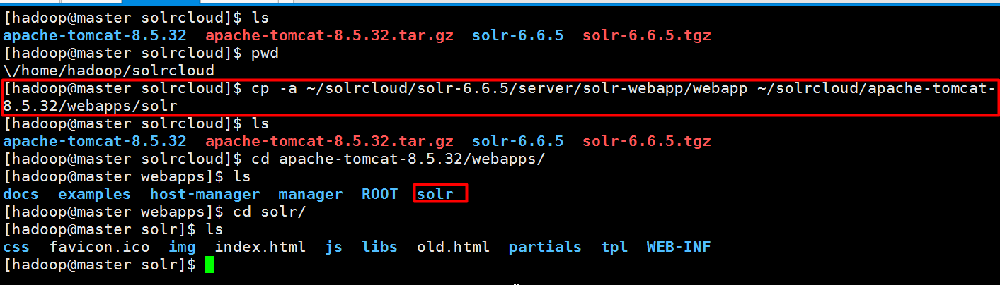 [hadoop@master solrcloud]$ ls
apache-tomcat-8.5.32  apache-tomcat-8.5.32.tar.gz  solr-6.6.5  solr-6.6.5.tgz
[hadoop@master solrcloud]$ pwd
\/home/hadoop/solrcloud
[hadoop@master solrcloud]$ cp -a ~/solrcloud/solr-6.6.5/server/solr-webapp/webapp ~/solrcloud/apache-tomcat-
8.5.32/webapps/solr
[hadoop@master solrcloud]$ ls
apache-tomcat-8.5.32  apache-tomcat-8.5.32.tar.gz  solr-6.6.5  solr-6.6.5.tgz
[hadoop@master solrcloud]$ cd apache-tomcat-8.5.32/webapps/
[hadoop@master webapps]$ ls
docs  examples  host-manager  manager  ROOT  solr
[hadoop@master webapps]$ cd solr/
[hadoop@master solr]$ ls
css  favicon.ico  img  index.html  js  libs  old.html  partials  tpl  WEB-INF
[hadoop@master solr]$